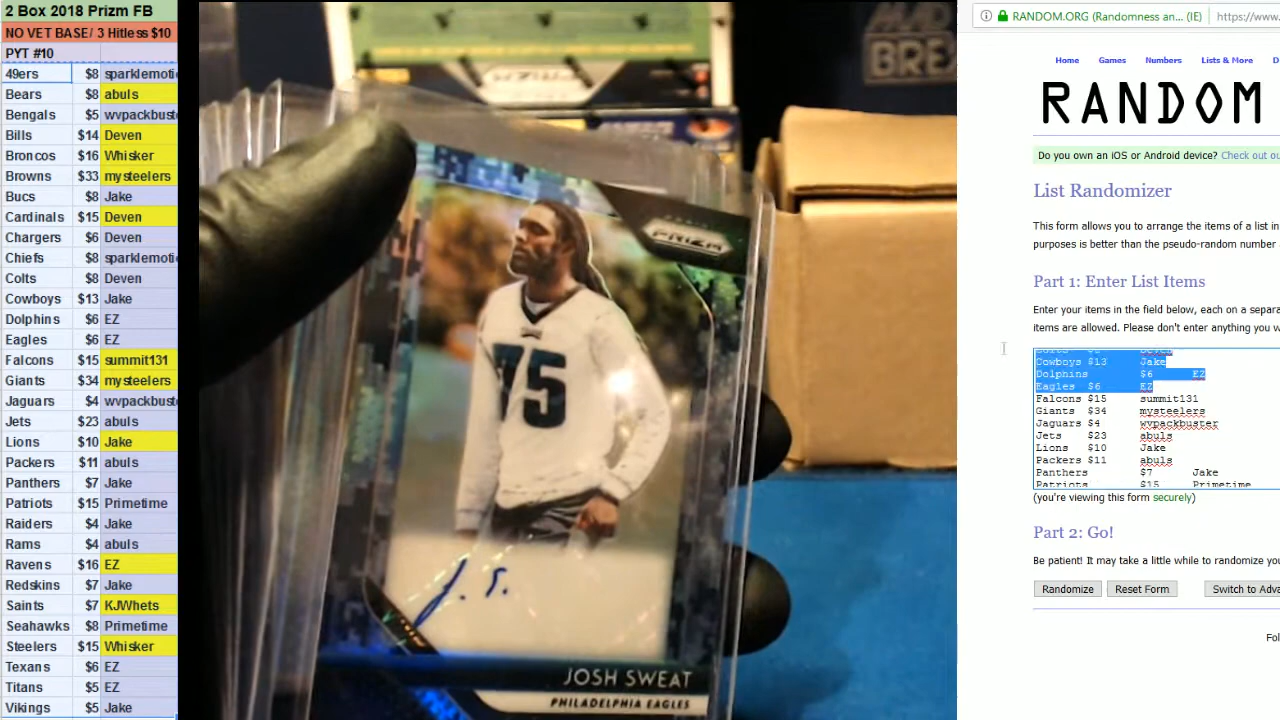 2 Box 2018 Prizm FB
NO VET BASE/ 3 Hitless $10
PYT #10
49ers $8 sparklemoti
Bears $8 abuls
Bengals $5 wvpackbust
Bills $14 Deven
Broncos $16 Whisker
Browns $33 mysteelers
Bucs $8 Jake
Cardinals $15 Deven
Chargers $6 Deven
Chiefs $8 sparklemoti
Colts $8 Deven
Cowboys $13 Jake
Dolphins $6 EZ
Eagles $6 EZ
Falcons $15 summit131
Giants $34 mysteelers
Jaguars $4 wvpackbust
Jets $23 abuls
Lions $10 Jake
Packers $11 abuls
Panthers $7 Jake
Patriots $15 Primetime
Raiders $4 Jake
Rams $4 abuls
Ravens $16 EZ
Redskins $7 Jake
Saints $7 KJWhets
Seahawks $8 Primetime
Steelers $15 Whisker
Texans $6 EZ
Titans $5 EZ
Vikings $5 Jake
MAD
BREA
PRIZM
75
J. S.
JOSH SWEAT
PHILADELPHIA EAGLES
RANDOM.ORG (Randomness an... (IE) https://www.
Home Games Numbers Lists & More D
RANDOM
Do you own an iOS or Android device? Check out ou
List Randomizer
This form allows you to arrange the items of a list in
purposes is better than the pseudo-random number
Part 1: Enter List Items
Enter your items in the field below, each on a separa
items are allowed. Please don't enter anything you w
Colts $8 Deven
Cowboys $13 Jake
Dolphins $6 EZ
Eagles $6 EZ
Falcons $15 summit131
Giants $34 mysteelers
Jaguars $4 wvpackbuster
Jets $23 abuls
Lions $10 Jake
Packers $11 abuls
Panthers $7 Jake
Patriots $15 Primetime
(you're viewing this form securely)
Part 2: Go!
Be patient! It may take a little while to randomize you
Randomize Reset Form Switch to Adva
Fol